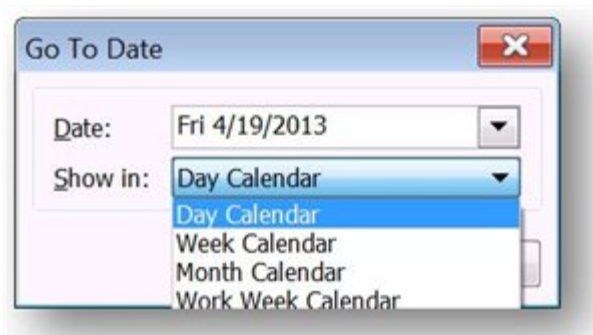 Go To Date
Date: Fri 4/19/2013
Show in: Day Calendar
Day Calendar
Week Calendar
Month Calendar
Work Week Calendar